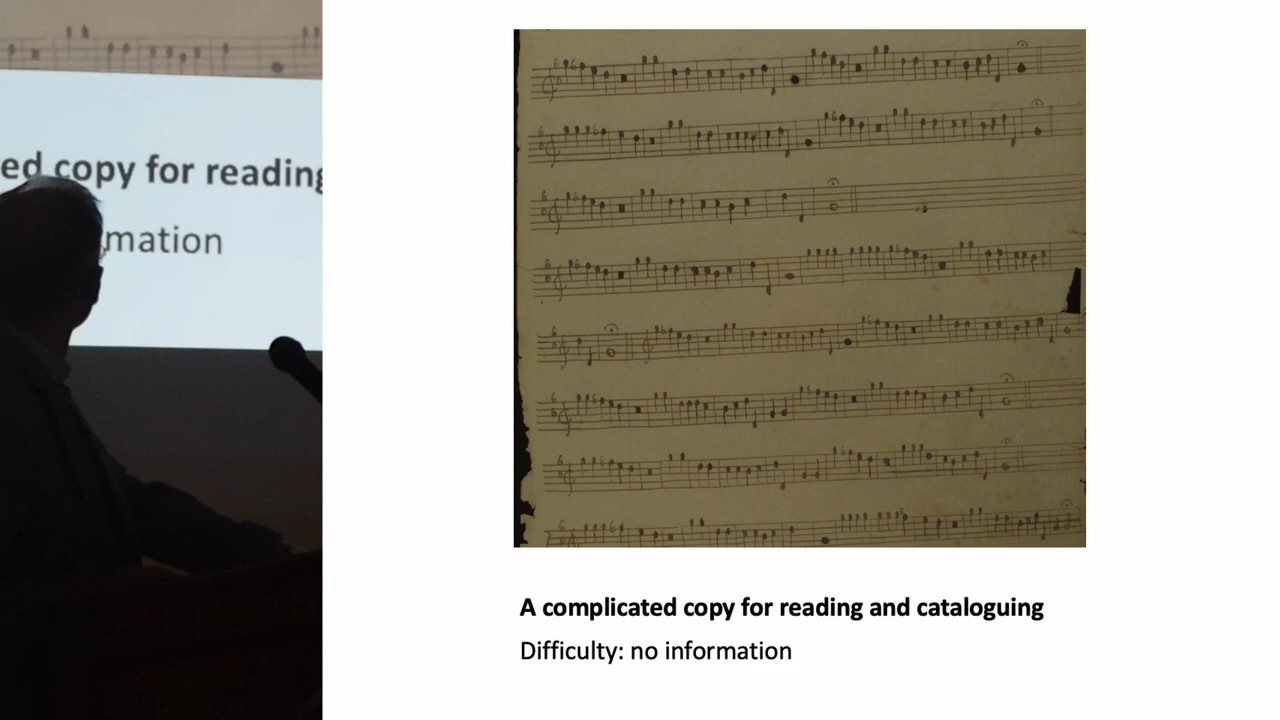 ed copy for reading
mation
A complicated copy for reading and cataloguing
Difficulty: no information